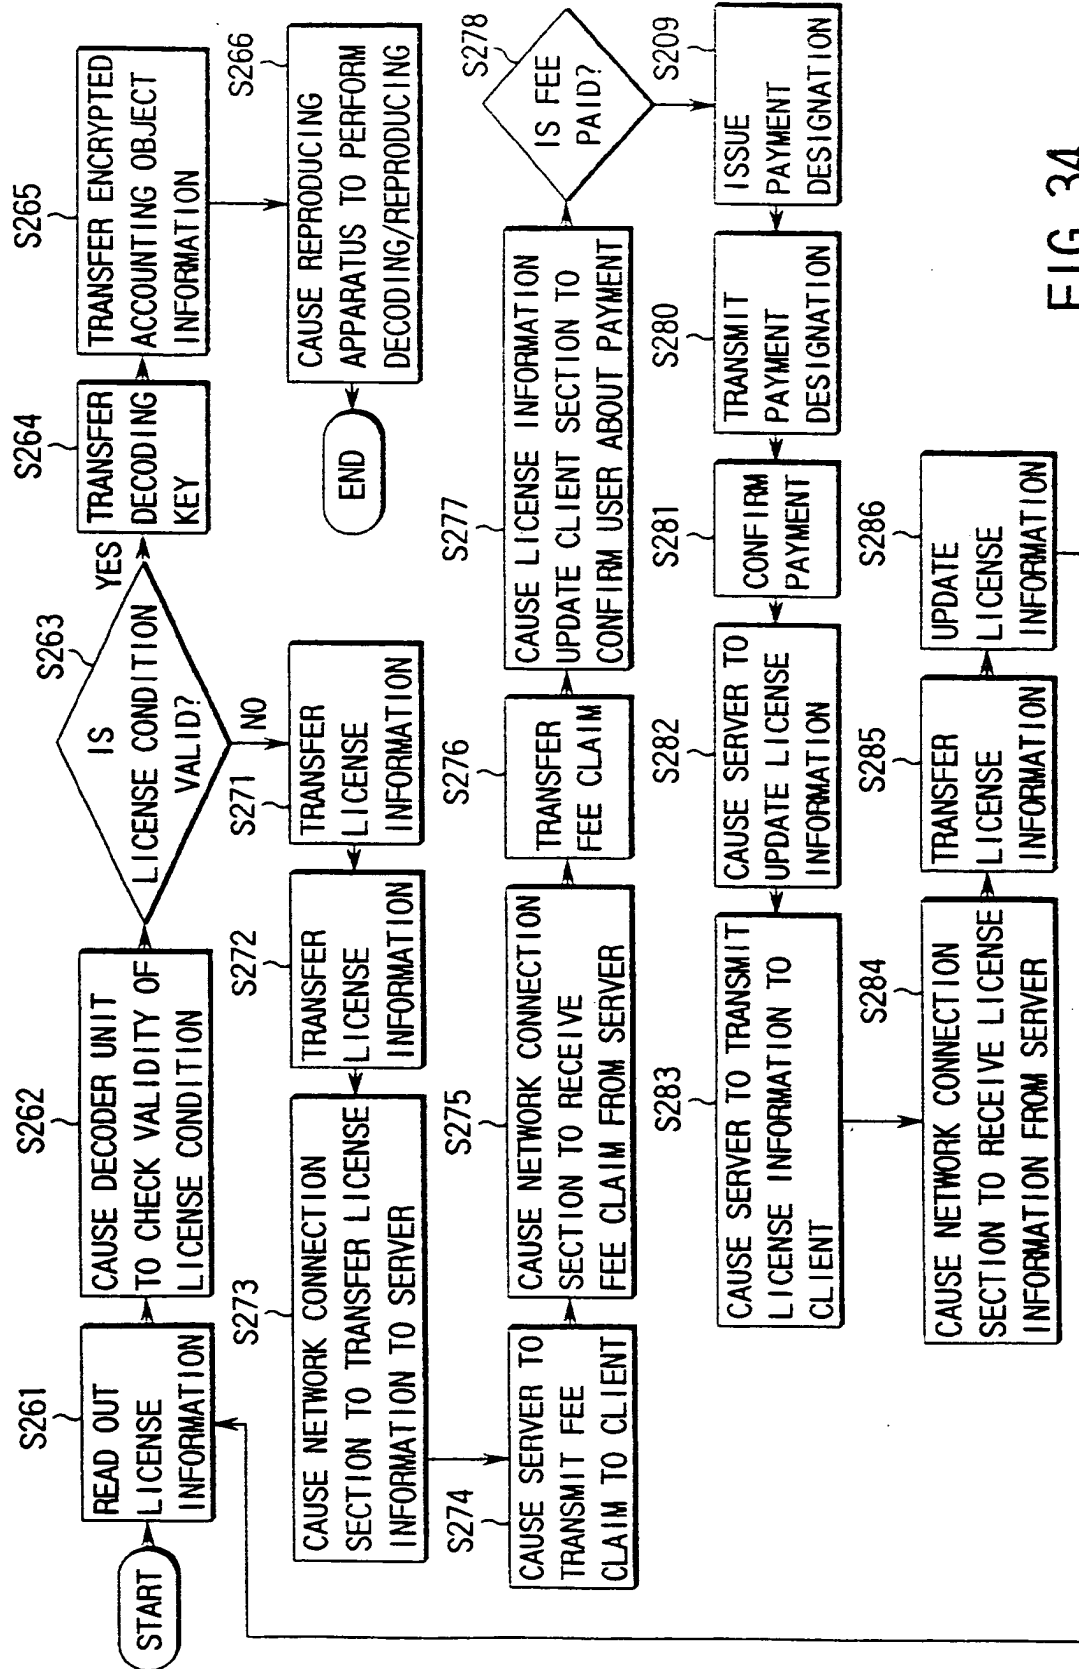 START
S261
READ OUT
LICENSE
INFORMATION
S262
CAUSE DECODER UNIT
TO CHECK VALIDITY OF
LICENSE CONDITION
S263
IS
LICENSE CONDITION
VALID?
YES
NO
S264
TRANSFER
DECODING
KEY
S265
TRANSFER ENCRYPTED
ACCOUNTING OBJECT
INFORMATION
S266
CAUSE REPRODUCING
APPARATUS TO PERFORM
DECODING/REPRODUCING
END
S271
TRANSFER
LICENSE
INFORMATION
S272
TRANSFER
LICENSE
INFORMATION
S273
CAUSE NETWORK CONNECTION
SECTION TO TRANSFER LICENSE
INFORMATION TO SERVER
S274
CAUSE SERVER TO
TRANSMIT FEE
CLAIM TO CLIENT
S275
CAUSE NETWORK CONNECTION
SECTION TO RECEIVE
FEE CLAIM FROM SERVER
S276
TRANSFER
FEE CLAIM
S277
CAUSE LICENSE INFORMATION
UPDATE CLIENT SECTION TO
CONFIRM USER ABOUT PAYMENT
S278
IS FEE
PAID?
S209
ISSUE
PAYMENT
DESIGNATION
S280
TRANSMIT
PAYMENT
DESIGNATION
S281
CONFIRM
PAYMENT
S282
CAUSE SERVER TO
UPDATE LICENSE
INFORMATION
S283
CAUSE SERVER TO TRANSMIT
LICENSE INFORMATION TO
CLIENT
S284
CAUSE NETWORK CONNECTION
SECTION TO RECEIVE LICENSE
INFORMATION FROM SERVER
S285
TRANSFER
LICENSE
INFORMATION
S286
UPDATE
LICENSE
INFORMATION
FIG. 34